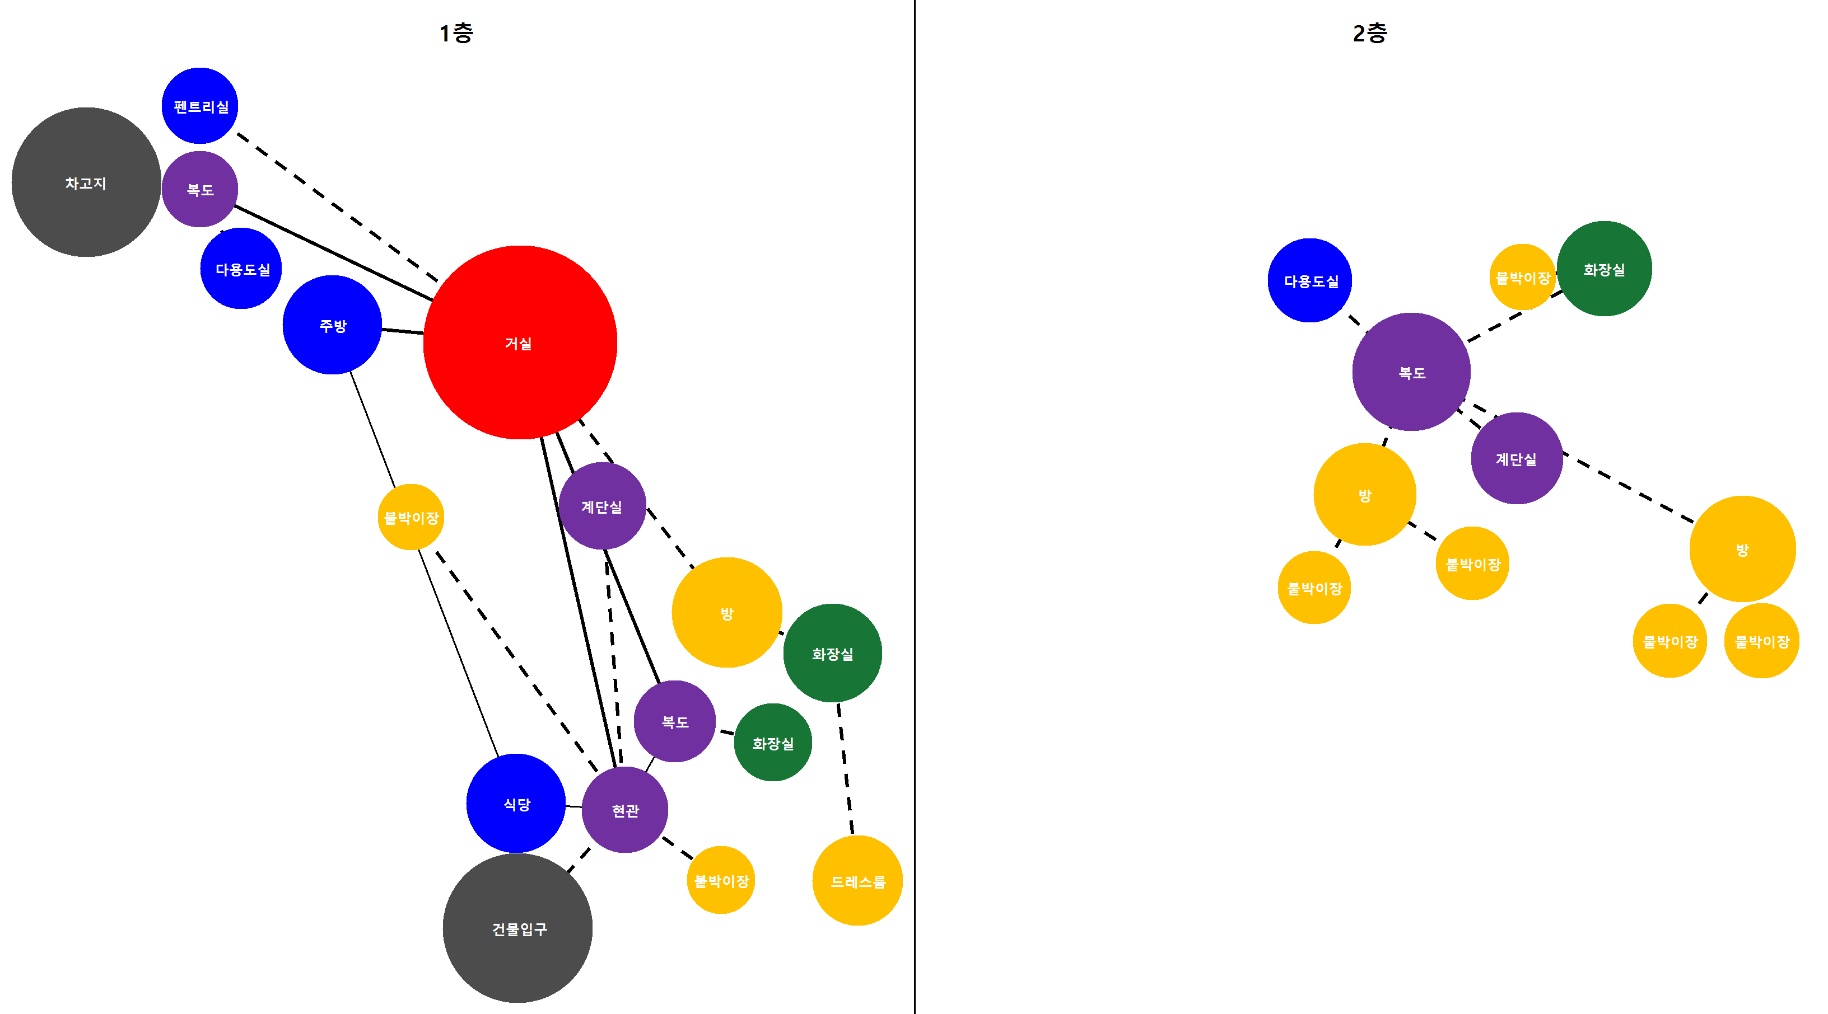 1층
펜트리실
차고지
복도
다용도실
주방
거실
계단실
붙박이장
방
화장실
복도
화장실
식당
현관
붙박이장
드레스룸
건물입구
2층
다용도실
붙박이장
화장실
복도
계단실
방
붙박이장
붙박이장
방
붙박이장
붙박이장